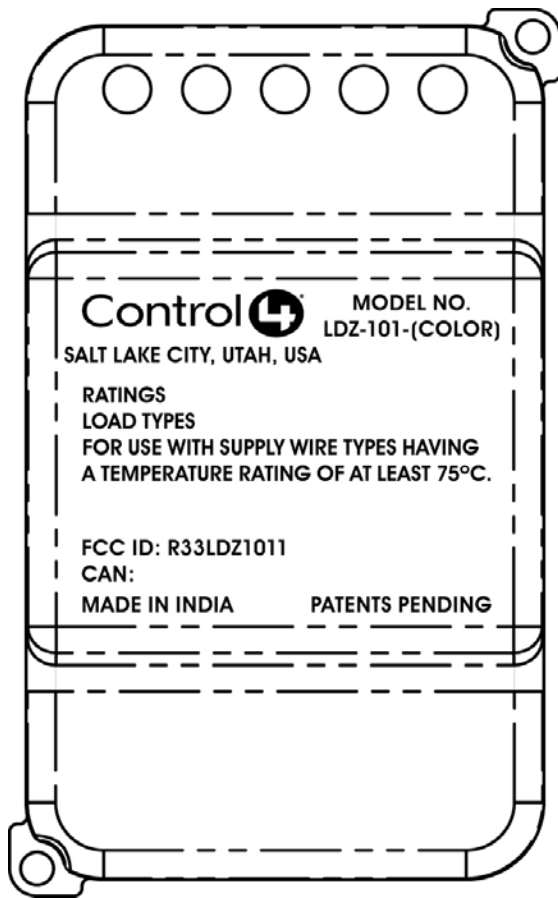 Control4® MODEL NO.
LDZ-101-(COLOR)
SALT LAKE CITY, UTAH, USA
RATINGS
LOAD TYPES
FOR USE WITH SUPPLY WIRE TYPES HAVING
A TEMPERATURE RATING OF AT LEAST 75°C.
FCC ID: R33LDZ1011
CAN:
MADE IN INDIA PATENTS PENDING